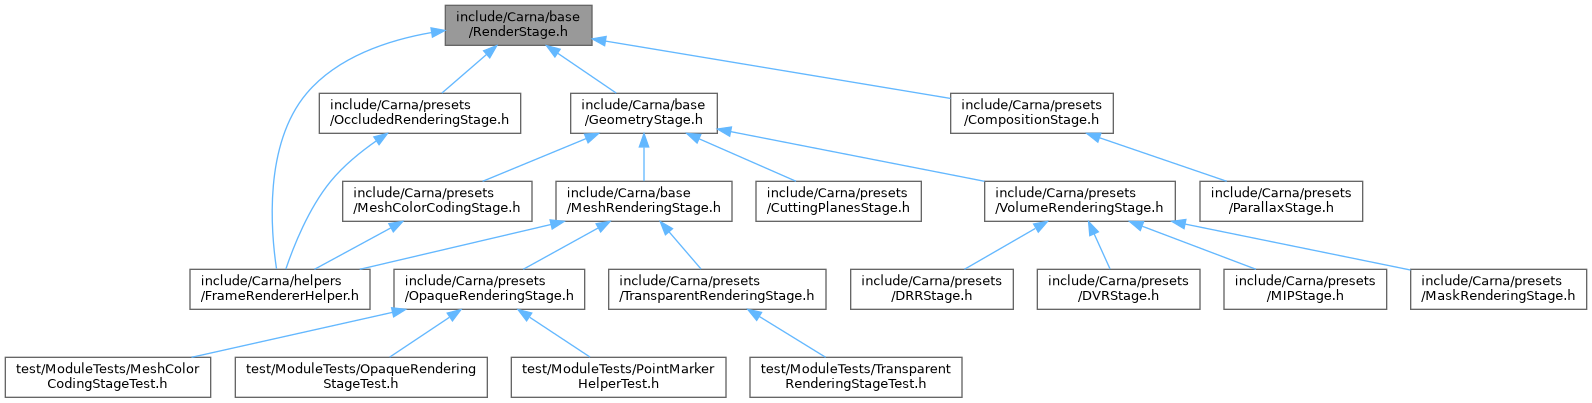 include/Carna/base
/RenderStage.h
include/Carna/presets
/OccludedRenderingStage.h
include/Carna/base
/GeometryStage.h
include/Carna/presets
/CompositionStage.h
include/Carna/presets
/MeshColorCodingStage.h
include/Carna/base
/MeshRenderingStage.h
include/Carna/presets
/CuttingPlanesStage.h
include/Carna/presets
/VolumeRenderingStage.h
include/Carna/presets
/ParallaxStage.h
include/Carna/helpers
/FrameRendererHelper.h
include/Carna/presets
/OpaqueRenderingStage.h
include/Carna/presets
/TransparentRenderingStage.h
include/Carna/presets
/DRRStage.h
include/Carna/presets
/DVRStage.h
include/Carna/presets
/MIPStage.h
include/Carna/presets
/MaskRenderingStage.h
test/ModuleTests/MeshColor
CodingStageTest.h
test/ModuleTests/OpaqueRendering
StageTest.h
test/ModuleTests/PointMarker
HelperTest.h
test/ModuleTests/Transparent
RenderingStageTest.h